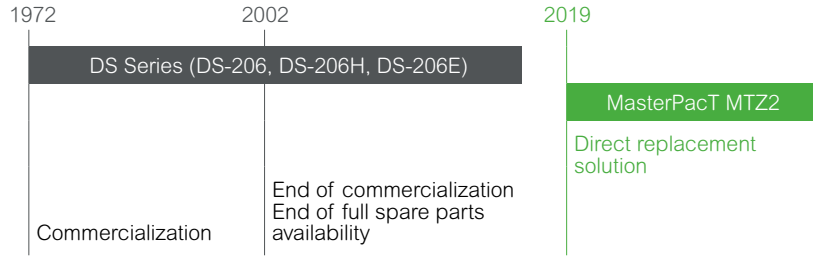 1972
2002
2019
DS Series (DS-206, DS-206H, DS-206E)
MasterPacT MTZ2
Direct replacement
solution
Commercialization
End of commercialization
End of full spare parts
availability